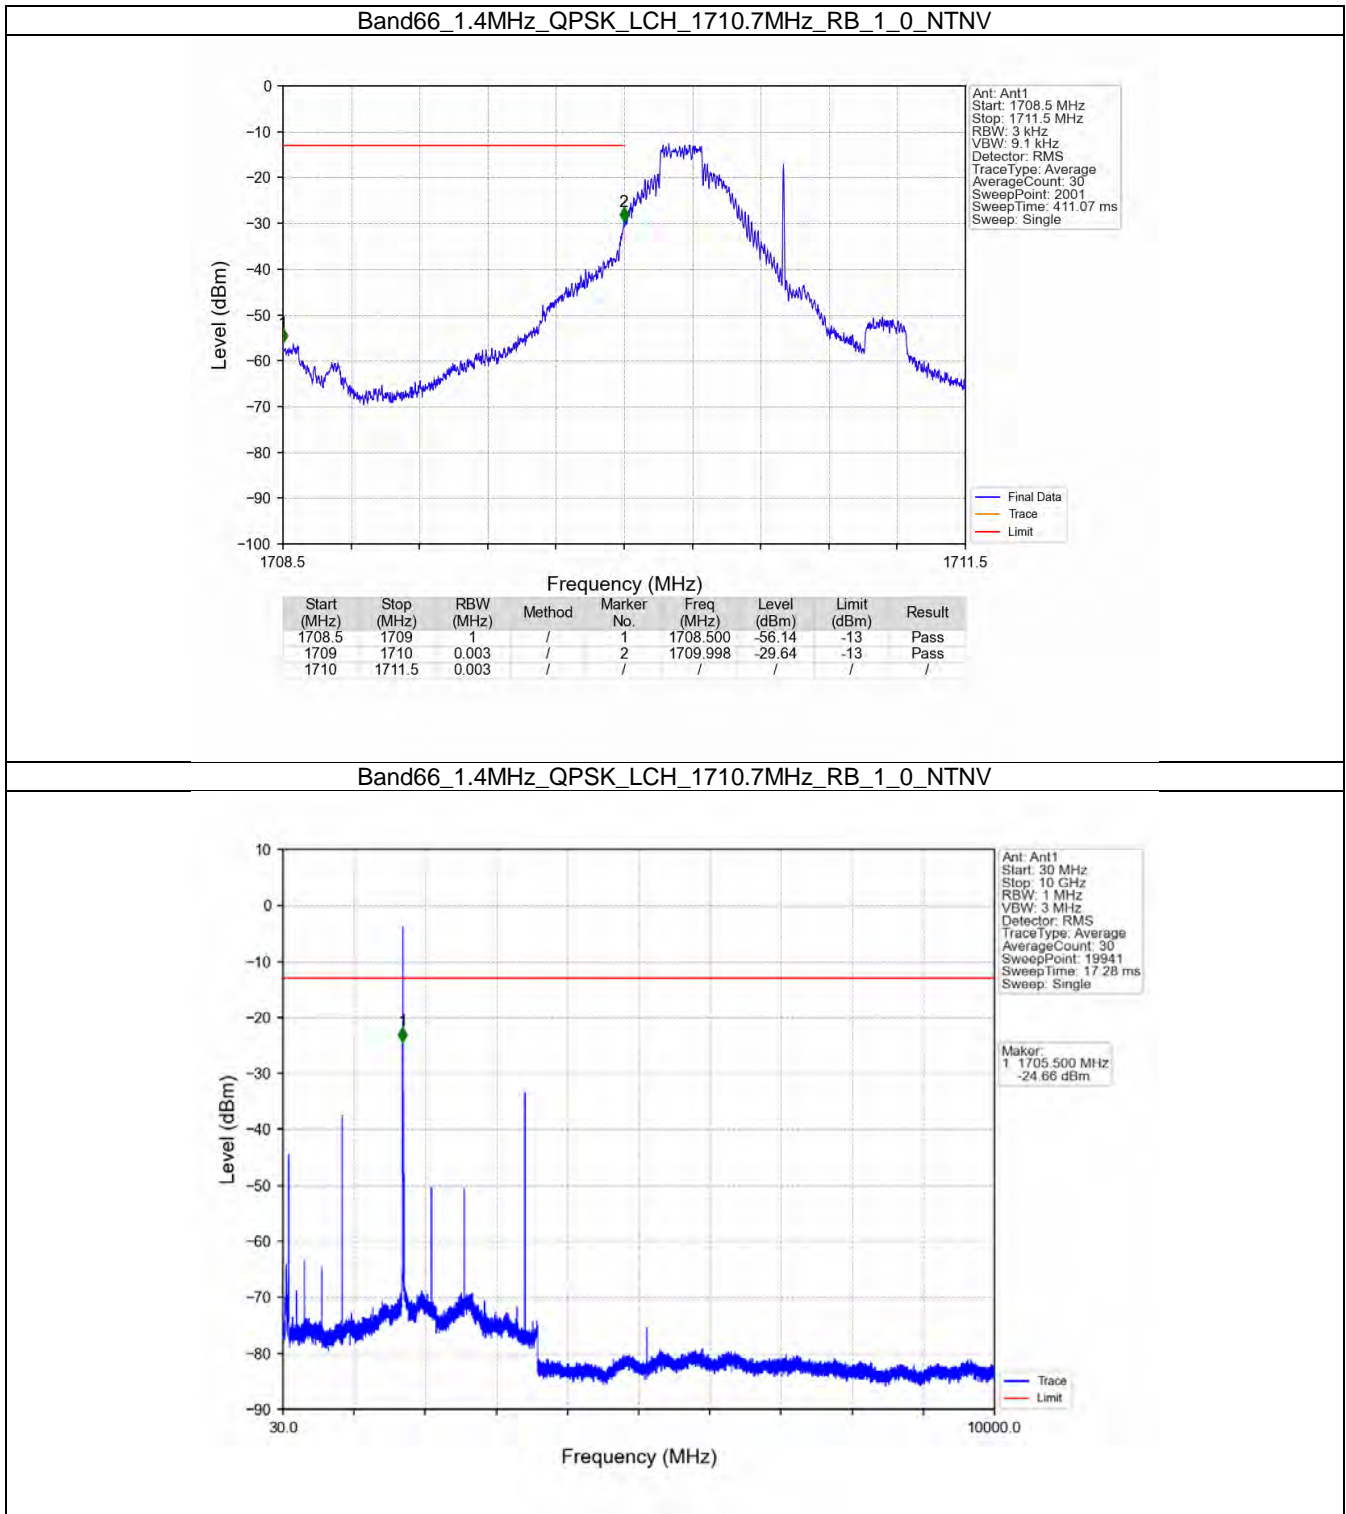 Band66_1.4MHz_QPSK_LCH_1710.7MHz_RB_1_0_NTNV
0
−10
−20
−30
−40
−50
−60
−70
−80
−90
−100
Level (dBm)
2
1708.5
1711.5
Frequency (MHz)
Ant: Ant1
Start: 1708.5 MHz
Stop: 1711.5 MHz
RBW: 3 kHz
VBW: 9.1 kHz
Detector: RMS
TraceType: Average
AverageCount: 30
SweepPoint: 2001
SweepTime: 411.07 ms
Sweep: Single
Final Data
Trace
Limit
Start (MHz) Stop (MHz) RBW (MHz) Method Marker No. Freq (MHz) Level (dBm) Limit (dBm) Result
1708.5 1709 1 / 1 1708.500 -56.14 -13 Pass
1709 1710 0.003 / 2 1709.998 -29.64 -13 Pass
1710 1711.5 0.003 / / / / / /
Band66_1.4MHz_QPSK_LCH_1710.7MHz_RB_1_0_NTNV
10
0
−10
−20
−30
−40
−50
−60
−70
−80
−90
Level (dBm)
1
30.0
10000.0
Frequency (MHz)
Ant: Ant1
Start: 30 MHz
Stop: 10 GHz
RBW: 1 MHz
VBW: 3 MHz
Detector: RMS
TraceType: Average
AverageCount: 30
SweepPoint: 19941
SweepTime: 17.28 ms
Sweep: Single
Maker:
1 1705.500 MHz
-24.66 dBm
Trace
Limit